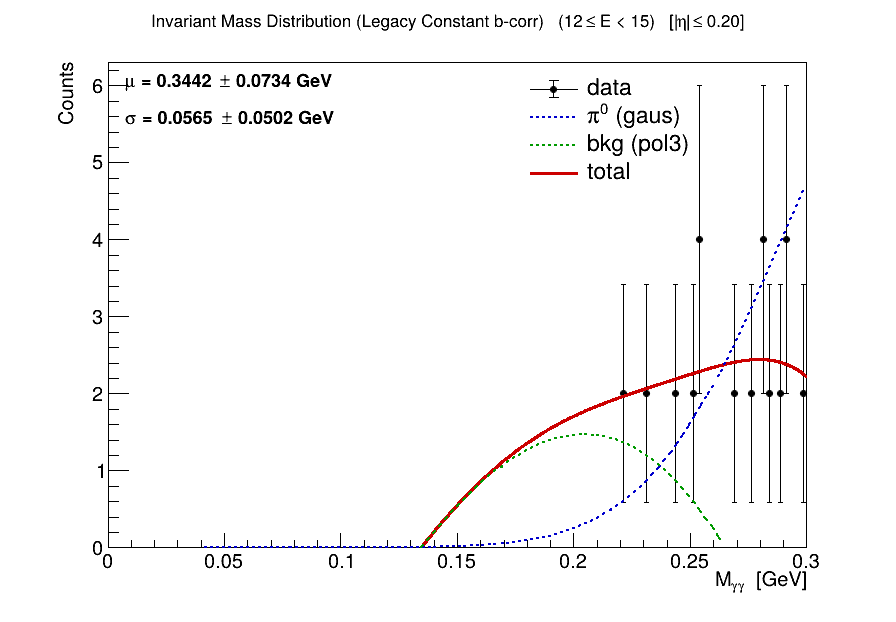 Invariant Mass Distribution (Legacy Constant b-corr) (12 ≤ E < 15) [|η| ≤ 0.20]
Counts
μ = 0.3442 ± 0.0734 GeV
σ = 0.0565 ± 0.0502 GeV
data
π⁰ (gaus)
bkg (pol3)
total
6
5
4
3
2
1
0
0 0.05 0.1 0.15 0.2 0.25 0.3
Mγγ [GeV]